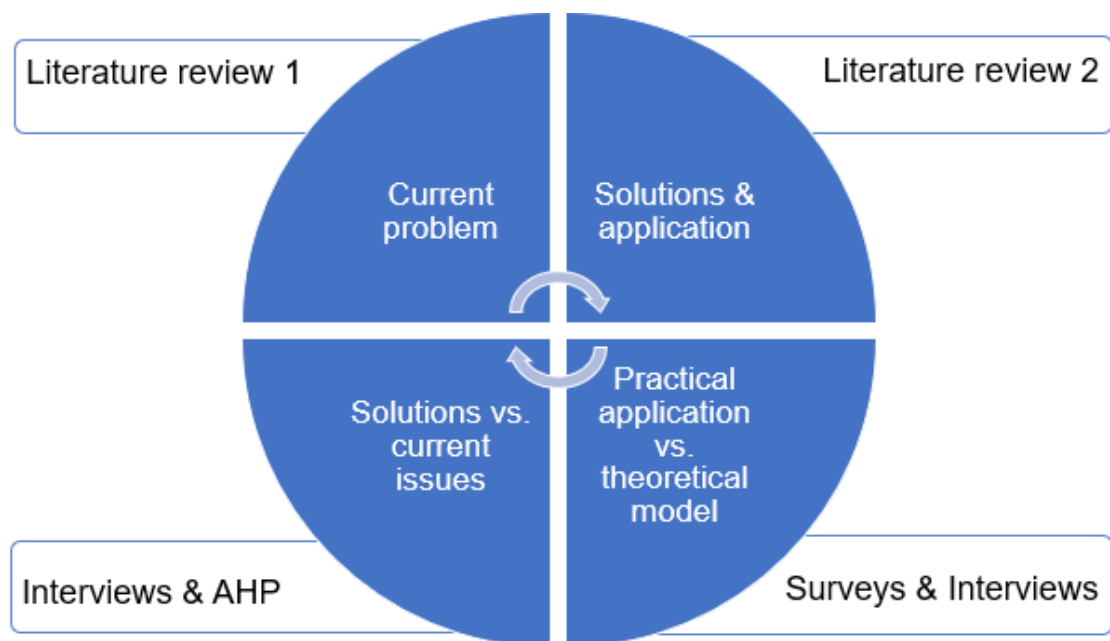 Literature review 1
Literature review 2
Current
problem
Solutions &
application
Solutions vs.
current
issues
Practical
application
vs.
theoretical
model
Interviews & AHP
Surveys & Interviews